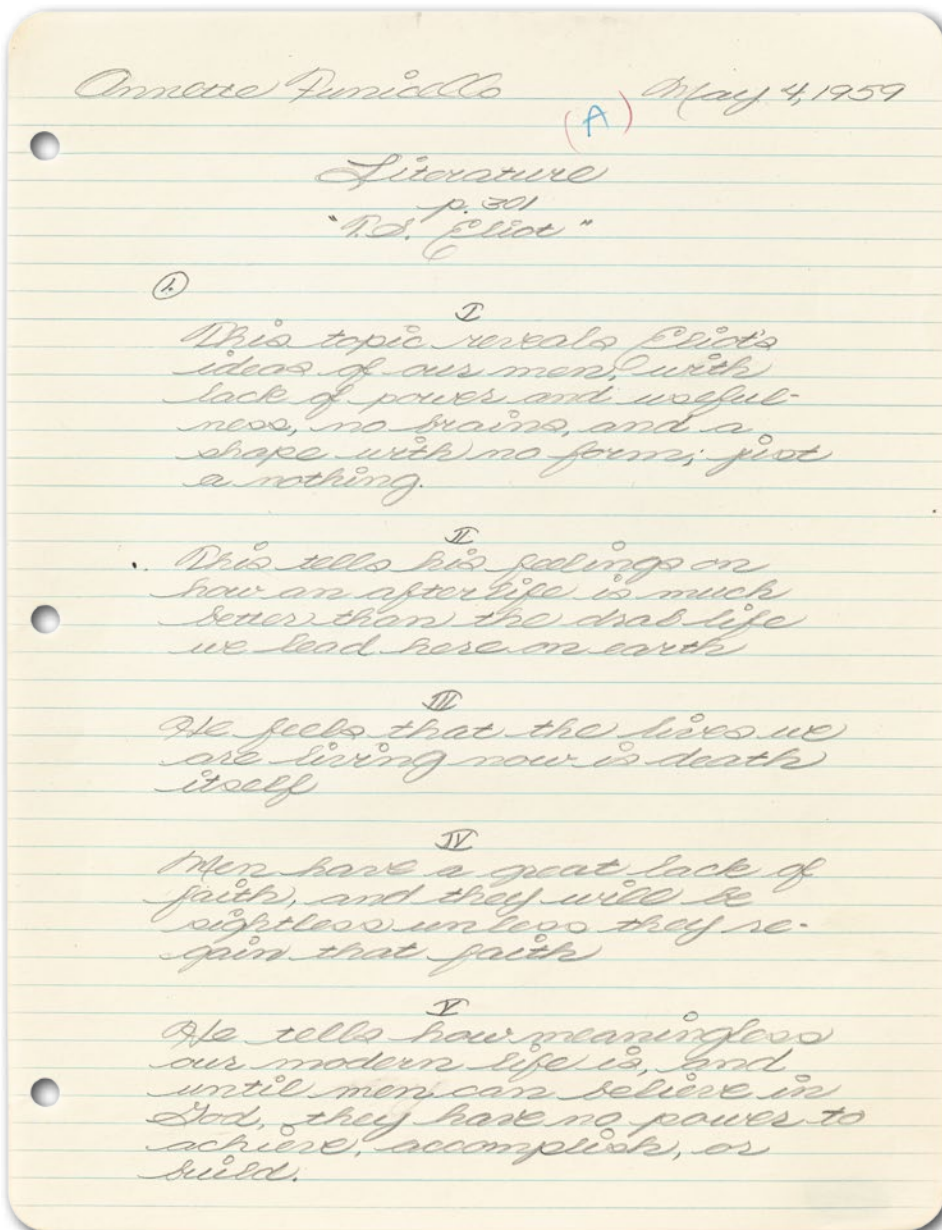 Annette Funicello May 4, 1959
(A)
Literature
p. 301
"T.S. Eliot"
1.
I
This topic reveals Eliot's
ideas of our men, with
lack of power and useful-
ness, no brains, and a
shape with no form; just
a nothing.
II
This tells his feelings on
how an afterlife is much
better than the drab life
we lead here on earth
III
He feels that the lives we
are living now is death
itself
IV
Men have a great lack of
faith, and they will be
sightless unless they re-
gain that faith
V
He tells how meaningless
our modern life is, and
until men can believe in
God, they have no power to
achieve, accomplish, or
build.